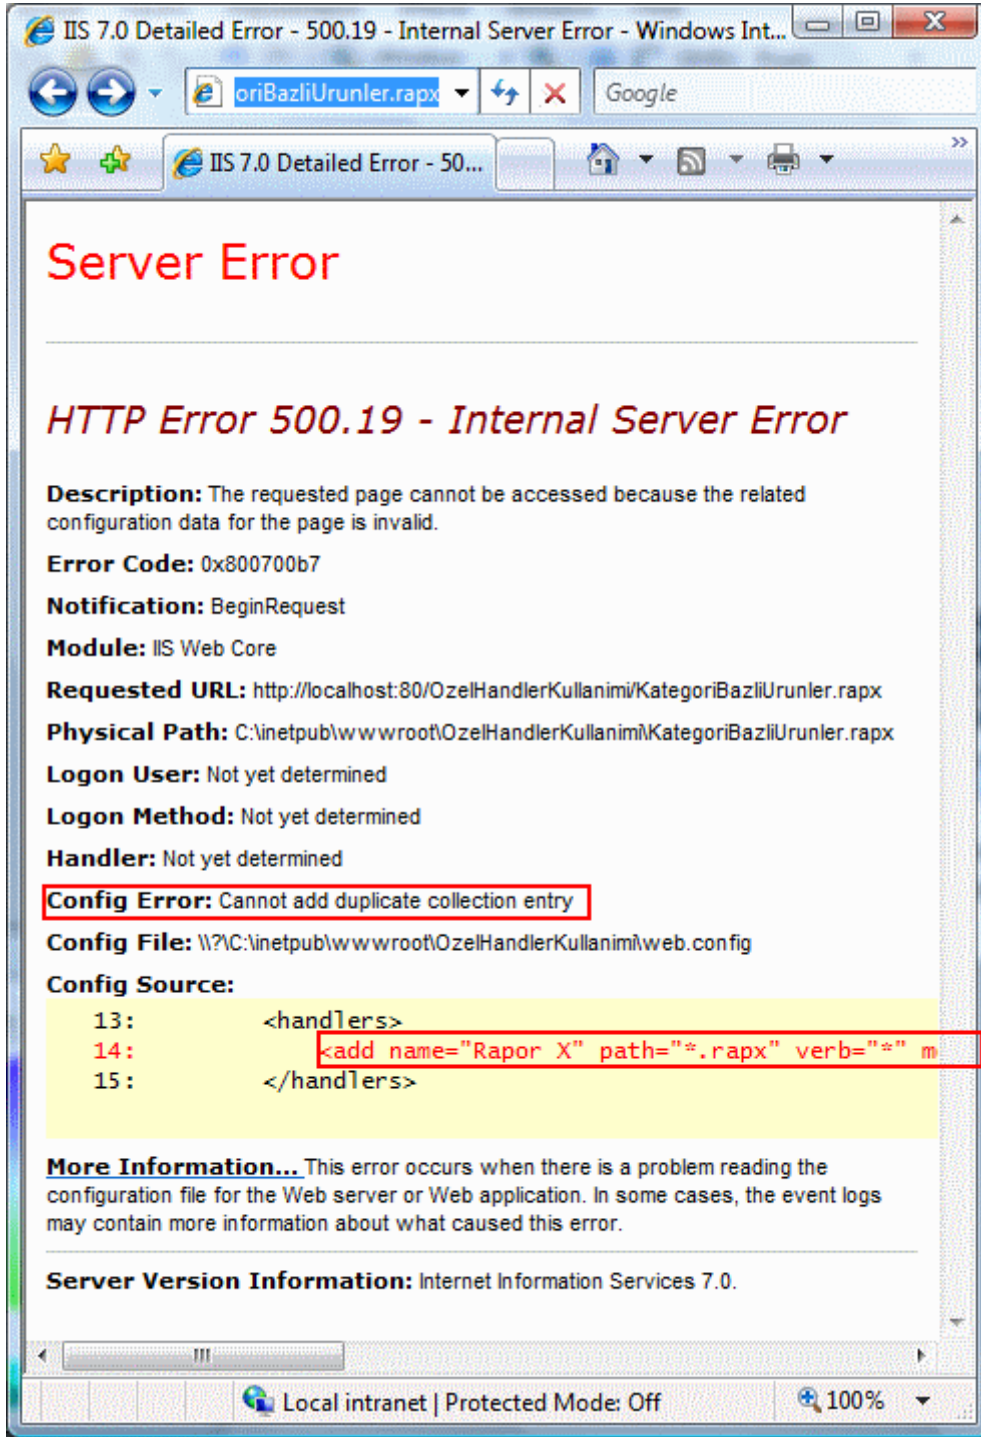 IIS 7.0 Detailed Error - 500.19 - Internal Server Error - Windows Int...
oriBazliUrunler.rapx
Google
IIS 7.0 Detailed Error - 50...
Server Error
HTTP Error 500.19 - Internal Server Error
Description: The requested page cannot be accessed because the related
configuration data for the page is invalid.
Error Code: 0x800700b7
Notification: BeginRequest
Module: IIS Web Core
Requested URL: http://localhost:80/OzelHandlerKullanimi/KategoriBazliUrunler.rapx
Physical Path: C:\inetpub\wwwroot\OzelHandlerKullanimi\KategoriBazliUrunler.rapx
Logon User: Not yet determined
Logon Method: Not yet determined
Handler: Not yet determined
Config Error: Cannot add duplicate collection entry
Config File: \\?\C:\inetpub\wwwroot\OzelHandlerKullanimi\web.config
Config Source:
13: <handlers>
14: <add name="Rapor X" path="*.rapx" verb="*" m
15: </handlers>
More Information... This error occurs when there is a problem reading the
configuration file for the Web server or Web application. In some cases, the event logs
may contain more information about what caused this error.
Server Version Information: Internet Information Services 7.0.
Local intranet | Protected Mode: Off
100%